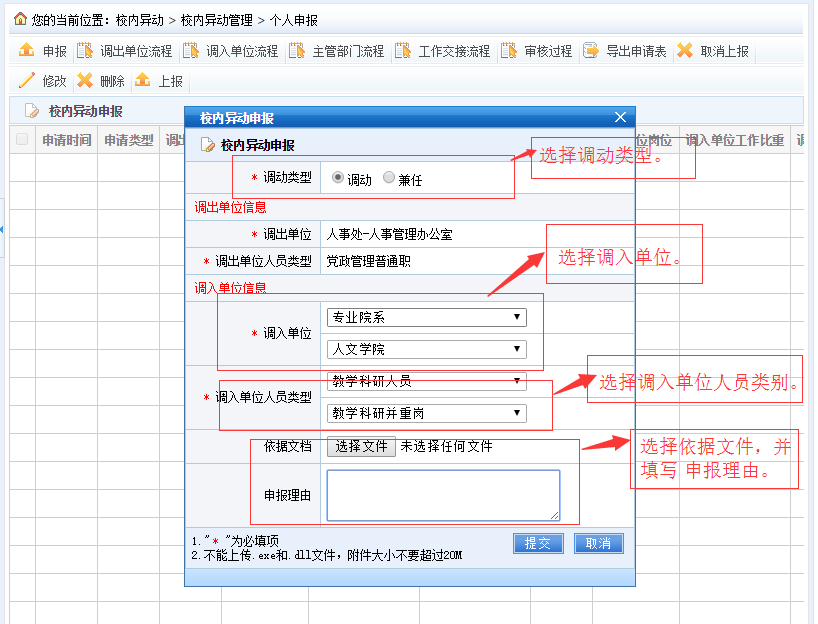 您的当前位置：校内异动 > 校内异动管理 > 个人申报
申报 调出单位流程 调入单位流程 主管部门流程 工作交接流程 审核过程 导出申请表 取消上报
修改 删除 上报
校内异动申报
申请时间 申请类型 调出 位岗位 调入单位工作比重
校内异动申报
校内异动申报
* 调动类型 调动 兼任
选择调动类型。
调出单位信息
* 调出单位 人事处-人事管理办公室
* 调出单位人员类型 党政管理普通职
选择调入单位。
调入单位信息
* 调入单位 专业院系
人文学院
* 调入单位人员类型 教学科研人员
教学科研并重岗
选择调入单位人员类别。
依据文档 选择文件 未选择任何文件
选择依据文件，并
填写 申报理由。
申报理由
1."* "为必填项
2.不能上传.exe和.dll文件，附件大小不要超过20M
提交 取消